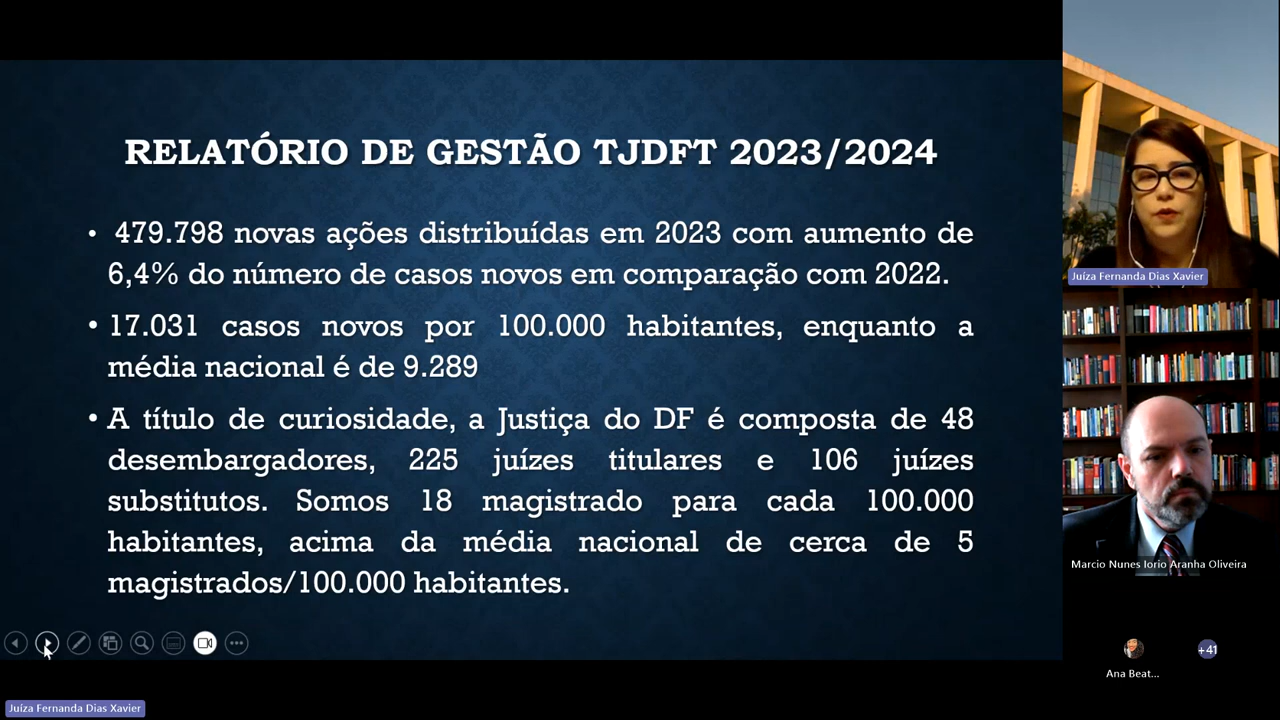 RELATÓRIO DE GESTÃO TJDFT 2023/2024
• 479.798 novas ações distribuídas em 2023 com aumento de
6,4% do número de casos novos em comparação com 2022.
• 17.031 casos novos por 100.000 habitantes, enquanto a
média nacional é de 9.289
• A título de curiosidade, a Justiça do DF é composta de 48
desembargadores, 225 juízes titulares e 106 juízes
substitutos. Somos 18 magistrado para cada 100.000
habitantes, acima da média nacional de cerca de 5
magistrados/100.000 habitantes.
Juíza Fernanda Dias Xavier
Juíza Fernanda Dias Xavier
Marcio Nunes Iorio Aranha Oliveira
Ana Beat...
+41